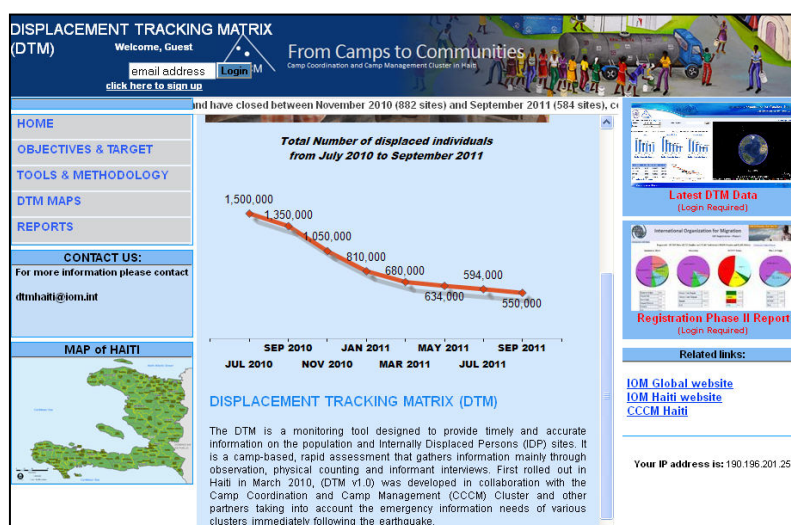 DISPLACEMENT TRACKING MATRIX
(DTM)
Welcome, Guest
email address Login
click here to sign up
From Camps to Communities
Camp Coordination and Camp Management Cluster in Haiti
and have closed between November 2010 (882 sites) and September 2011 (584 sites), c
HOME
OBJECTIVES & TARGET
TOOLS & METHODOLOGY
DTM MAPS
REPORTS
CONTACT US:
For more information please contact
dtmhaiti@iom.int
MAP of HAITI
Total Number of displaced individuals
from July 2010 to September 2011
1,500,000
1,350,000
1,050,000
810,000
680,000
634,000
594,000
550,000
SEP 2010 JAN 2011 MAY 2011 SEP 2011
JUL 2010 NOV 2010 MAR 2011 JUL 2011
DISPLACEMENT TRACKING MATRIX (DTM)
The DTM is a monitoring tool designed to provide timely and accurate
information on the population and Internally Displaced Persons (IDP) sites. It
is a camp-based, rapid assessment that gathers information mainly through
observation, physical counting and informant interviews. First rolled out in
Haiti in March 2010, (DTM v1.0) was developed in collaboration with the
Camp Coordination and Camp Management (CCCM) Cluster and other
partners taking into account the emergency information needs of various
clusters immediately following the earthquake.
Latest DTM Data
(Login Required)
International Organization for Migration
Registration Phase II Report
(Login Required)
Related links:
IOM Global website
IOM Haiti website
CCCM Haiti
Your IP address is: 190.196.201.25